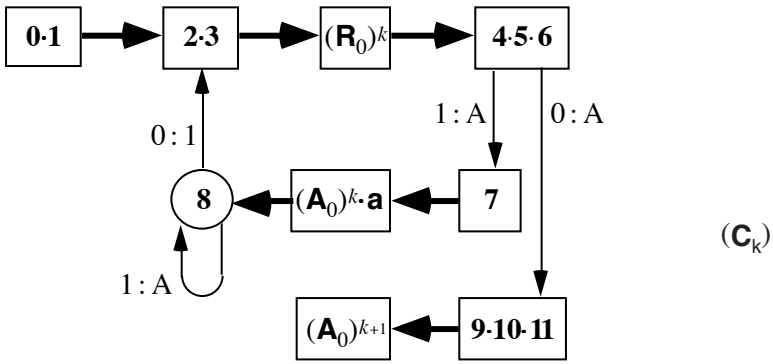 0·1 2·3 (R₀)ᵏ 4·5·6
1 : A 0 : A
0 : 1
8 (A₀)ᵏ·a 7
(Cₖ)
1 : A
(A₀)ᵏ⁺¹ 9·10·11